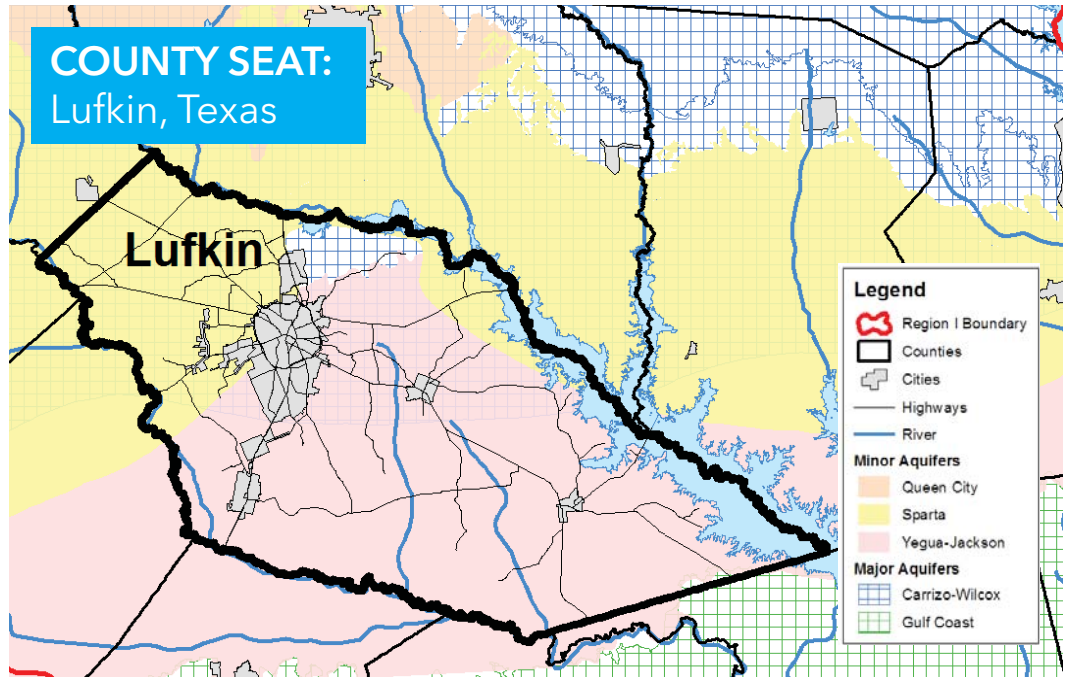 COUNTY SEAT:
Lufkin, Texas
Lufkin
Legend
Region I Boundary
Counties
Cities
Highways
River
Minor Aquifers
Queen City
Sparta
Yegua-Jackson
Major Aquifers
Carrizo-Wilcox
Gulf Coast